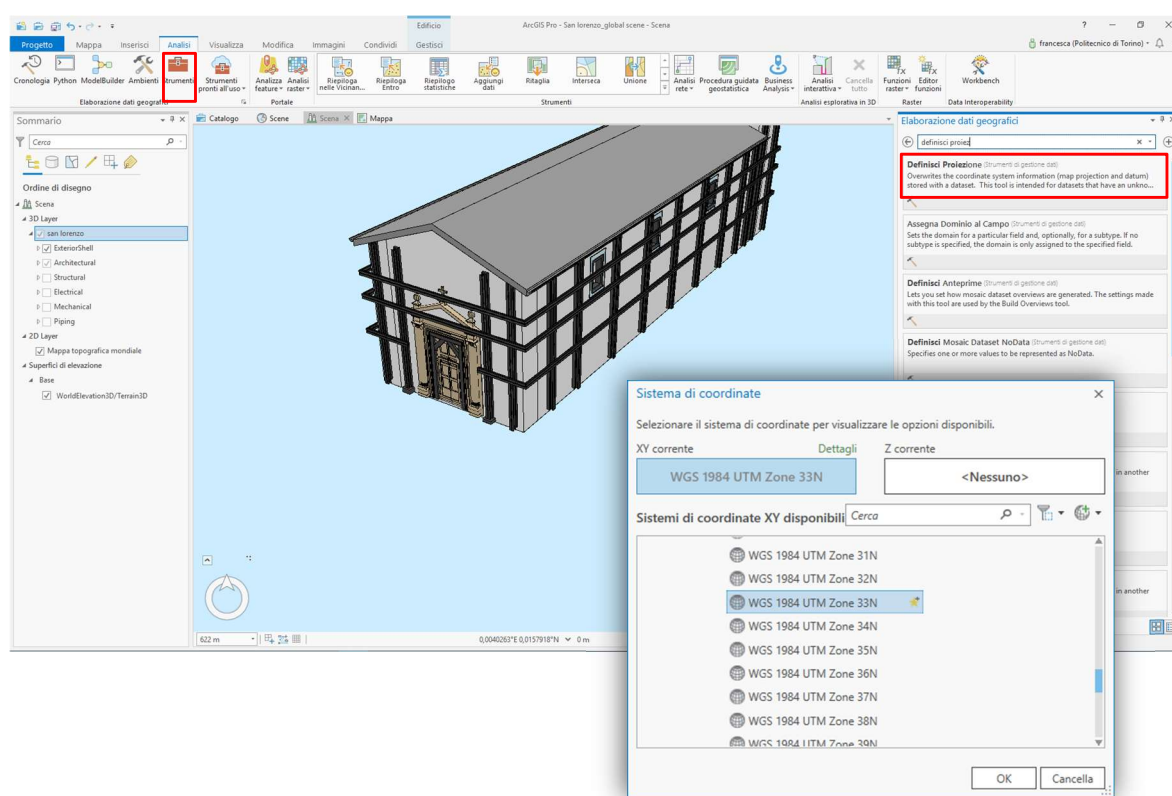 Edificio
ArcGIS Pro - San lorenzo_global scene - Scena
?
Progetto Mappa Inserisci Analisi Visualizza Modifica Immagini Condividi Gestisci
francesca (Politecnico di Torino)
Cronologia Python ModelBuilder Ambienti Strumenti
Strumenti pronti all'uso
Analizza feature
Analisi raster
Riepiloga nelle Vicinan...
Riepiloga Entro
Riepilogo statistiche
Aggiungi dati
Ritaglia
Interseca
Unione
Analisi rete
Procedura guidata geostatistica
Business Analysis
Analisi interattiva
Cancella tutto
Funzioni raster
Editor funzioni
Workbench
Elaborazione dati geografici
Portale
Strumenti
Analisi esplorativa in 3D
Raster
Data Interoperability
Sommario
Catalogo
Scene
Scena
Mappa
Cerca
Ordine di disegno
Scena
3D Layer
san lorenzo
ExteriorShell
Architectural
Structural
Electrical
Mechanical
Piping
2D Layer
Mappa topografica mondiale
Superfici di elevazione
Base
WorldElevation3D/Terrain3D
622 m
0,0040263°E 0,0157918°N
0 m
Elaborazione dati geografici
definisci proiez
Definisci Proiezione (Strumenti di gestione dati)
Overwrites the coordinate system information (map projection and datum)
stored with a dataset. This tool is intended for datasets that have an unkno...
Assegna Dominio al Campo (Strumenti di gestione dati)
Sets the domain for a particular field and, optionally, for a subtype. If no
subtype is specified, the domain is only assigned to the specified field.
Definisci Anteprime (Strumenti di gestione dati)
Lets you set how mosaic dataset overviews are generated. The settings made
with this tool are used by the Build Overviews tool.
Definisci Mosaic Dataset NoData (Strumenti di gestione dati)
Specifies one or more values to be represented as NoData.
in another
in another
Sistema di coordinate
Selezionare il sistema di coordinate per visualizzare le opzioni disponibili.
XY corrente Dettagli Z corrente
WGS 1984 UTM Zone 33N
<Nessuno>
Sistemi di coordinate XY disponibili
Cerca
WGS 1984 UTM Zone 31N
WGS 1984 UTM Zone 32N
WGS 1984 UTM Zone 33N
WGS 1984 UTM Zone 34N
WGS 1984 UTM Zone 35N
WGS 1984 UTM Zone 36N
WGS 1984 UTM Zone 37N
WGS 1984 UTM Zone 38N
WGS 1984 UTM Zone 39N
OK Cancella